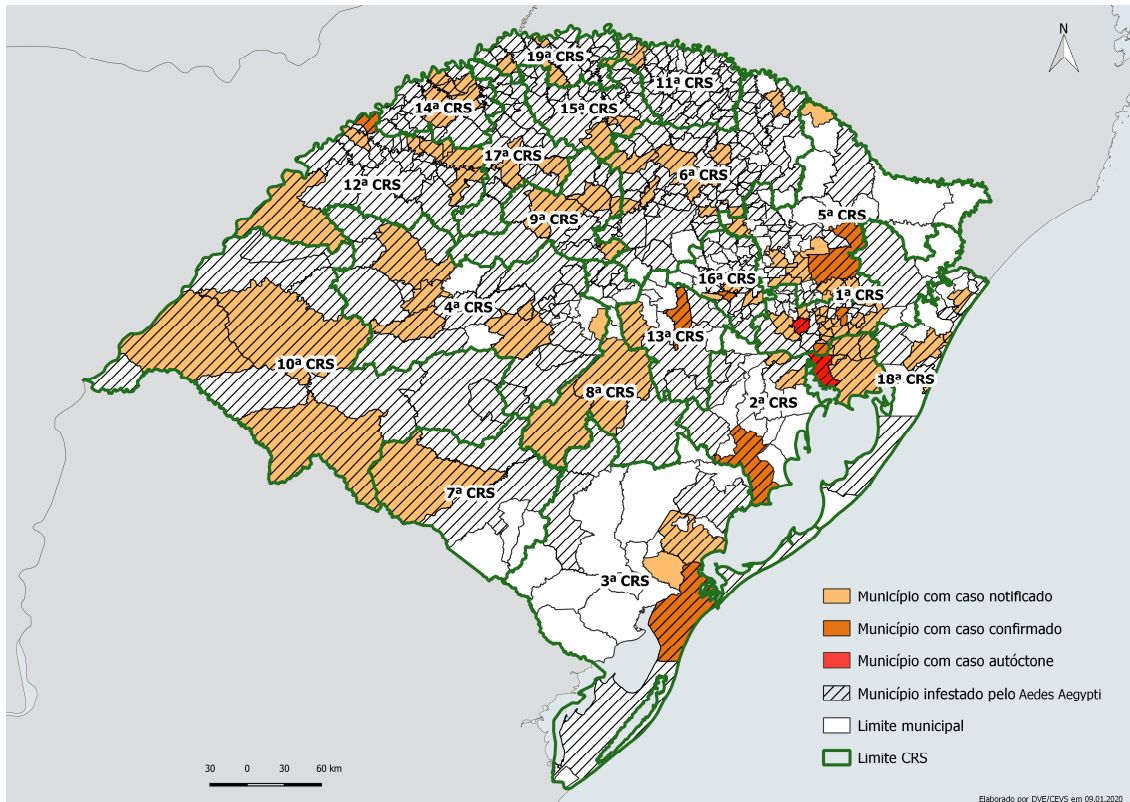 N
19ª CRS
11ª CRS
14ª CRS
15ª CRS
17ª CRS
6ª CRS
12ª CRS
9ª CRS
5ª CRS
16ª CRS
1ª CRS
4ª CRS
13ª CRS
10ª CRS
18ª CRS
8ª CRS
2ª CRS
7ª CRS
3ª CRS
Município com caso notificado
Município com caso confirmado
Município com caso autóctone
Município infestado pelo Aedes Aegypti
Limite municipal
Limite CRS
30 0 30 60 km
Elaborado por DVE/CEVS em 09.01.2020